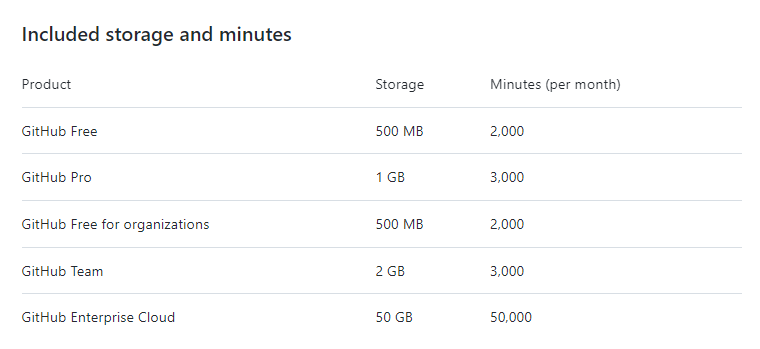 Included storage and minutes
Product Storage Minutes (per month)
GitHub Free 500 MB 2,000
GitHub Pro 1 GB 3,000
GitHub Free for organizations 500 MB 2,000
GitHub Team 2 GB 3,000
GitHub Enterprise Cloud 50 GB 50,000